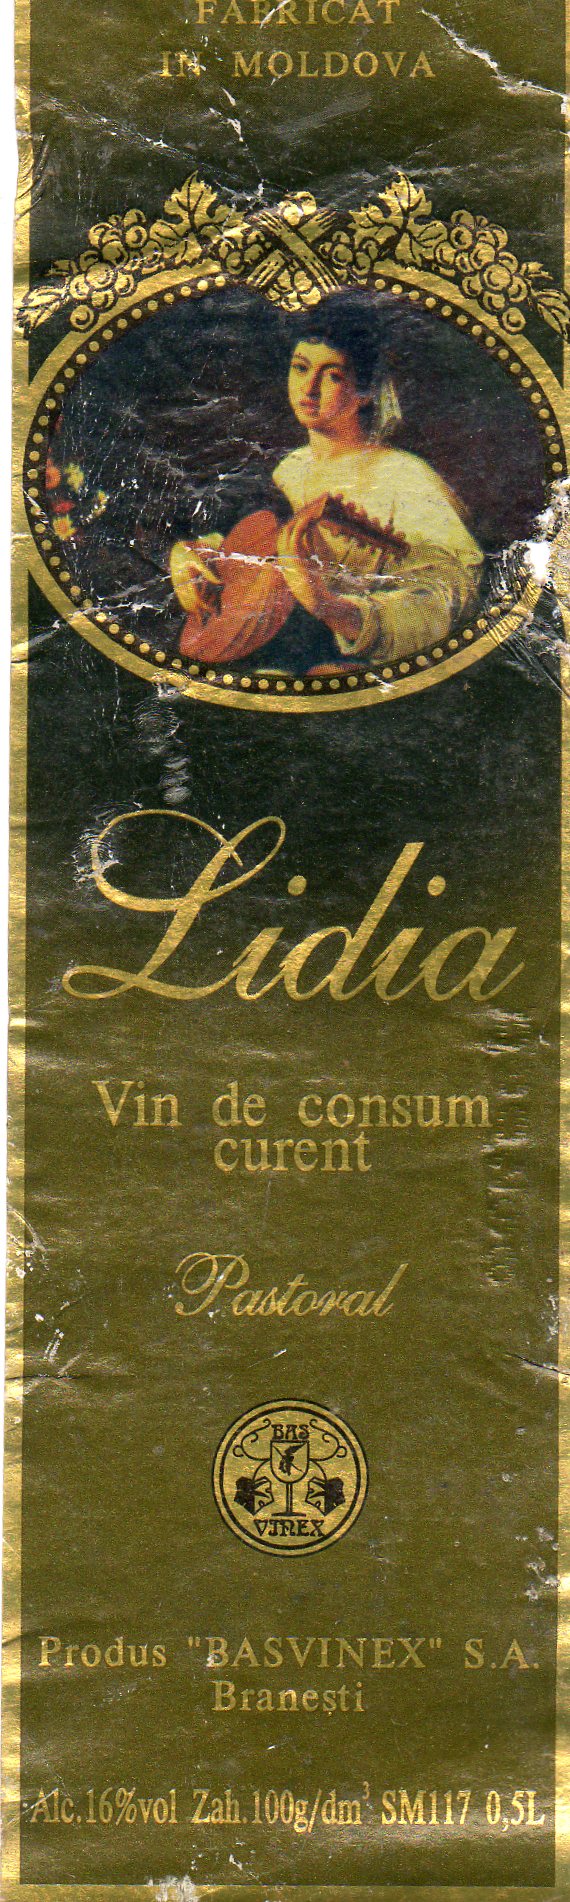 FABRICAT
IN MOLDOVA
Lidia
Vin de consum
curent
Pastoral
BAS
VINEX
Produs "BASVINEX" S.A.
Branești
Alc.16%vol Zah.100g/dm³ SM117 0,5L